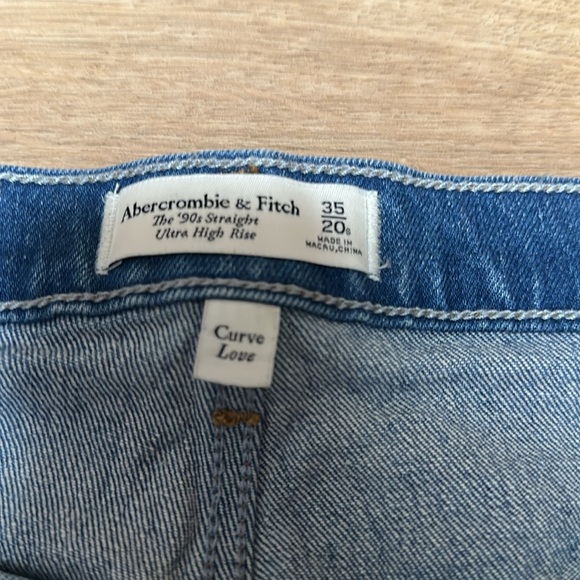 Abercrombie & Fitch
The '90s Straight
Ultra High Rise
35
20s
MADE IN
MACAU, CHINA
Curve
Love